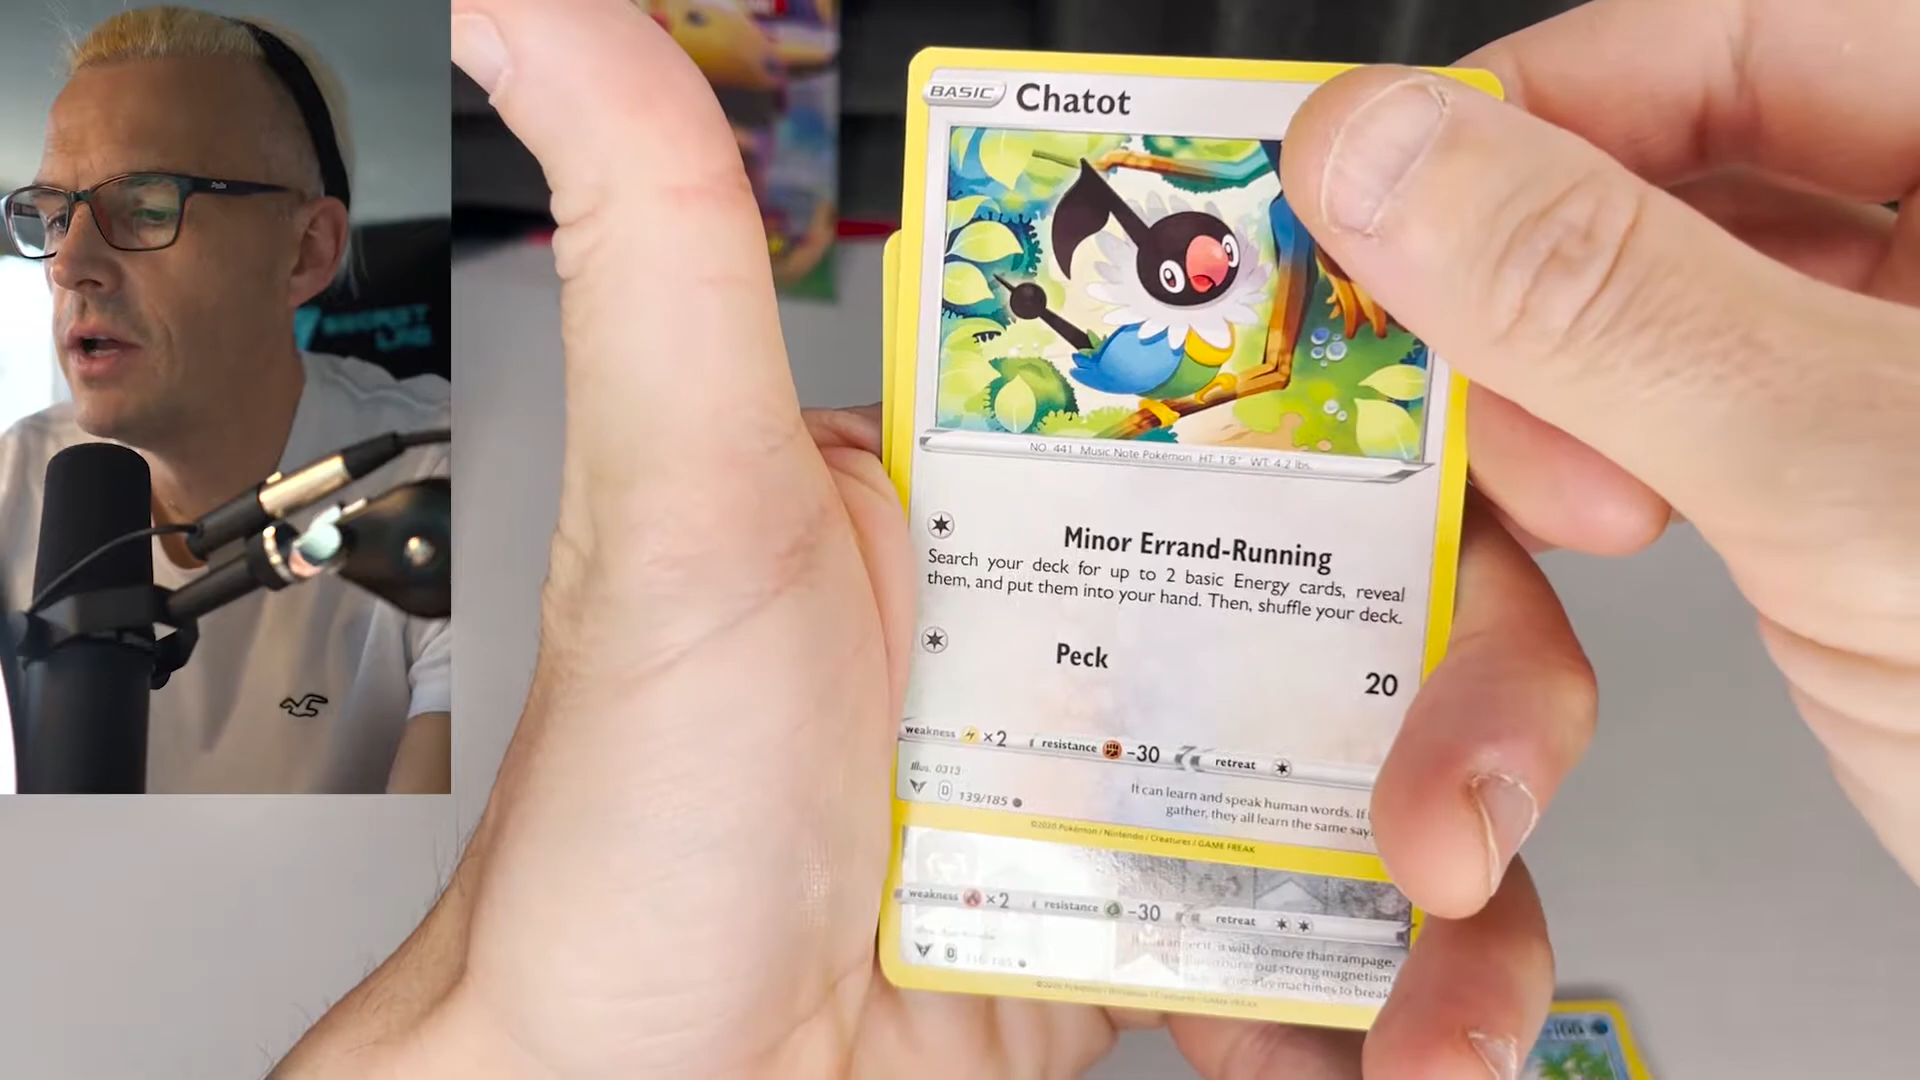 BASIC Chatot
NO. 441 Music Note Pokémon HT: 1'8" WT: 4.2 lbs.
Minor Errand-Running
Search your deck for up to 2 basic Energy cards, reveal
them, and put them into your hand. Then, shuffle your deck.
Peck
20
weakness ×2 resistance -30 retreat
Illus. 0313
D 139/185
It can learn and speak human words. If
gather, they all learn the same say
©2020 Pokémon / Nintendo / Creatures / GAME FREAK
weakness ×2 resistance -30 retreat
D
it will do more than rampage.
out strong magnetism
machines to break
SECRET
LAB